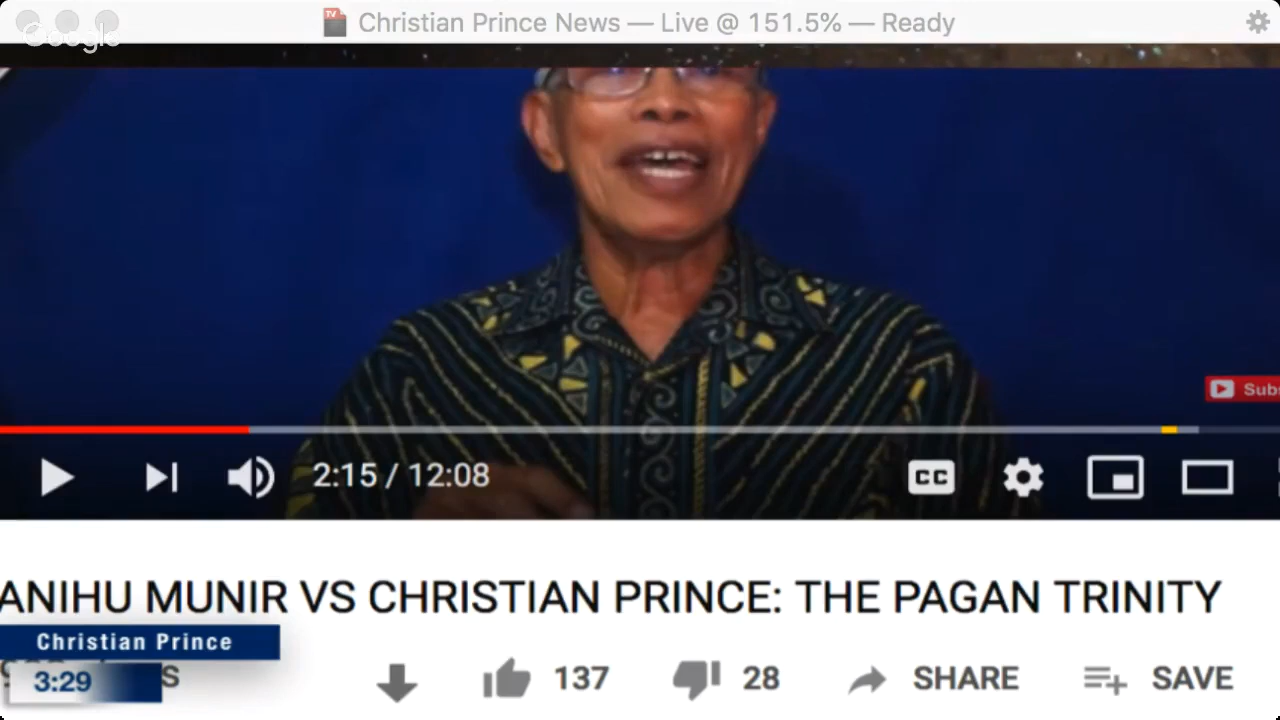 Christian Prince News — Live @ 151.5% — Ready
Google
Subs
2:15 / 12:08
CC
ANIHU MUNIR VS CHRISTIAN PRINCE: THE PAGAN TRINITY
Christian Prince
3:29
137
28
SHARE
SAVE